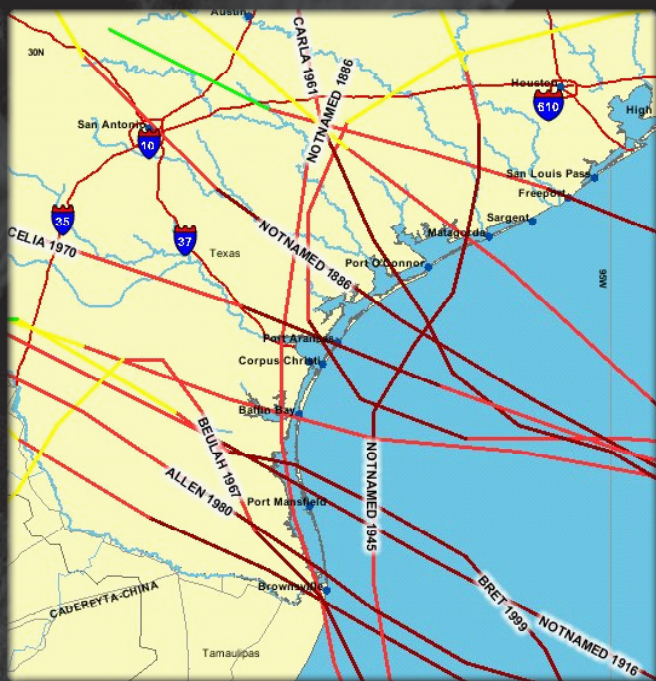 Austin
30N
CARLA 1961
NOTNAMED 1886
Houston
610
High
San Antonio
10
San Louis Pass
Freeport
35
37
Sargent
Matagorda
CELIA 1970
Texas
NOTNAMED 1886
Port O'Connor
95W
Port Aransas
Corpus Christi
Baffin Bay
BEULAH 1967
NOTNAMED 1945
ALLEN 1980
Port Mansfield
Brownsville
BRET 1999
CADEREYTA-CHINA
NOTNAMED 1916
Tamaulipas